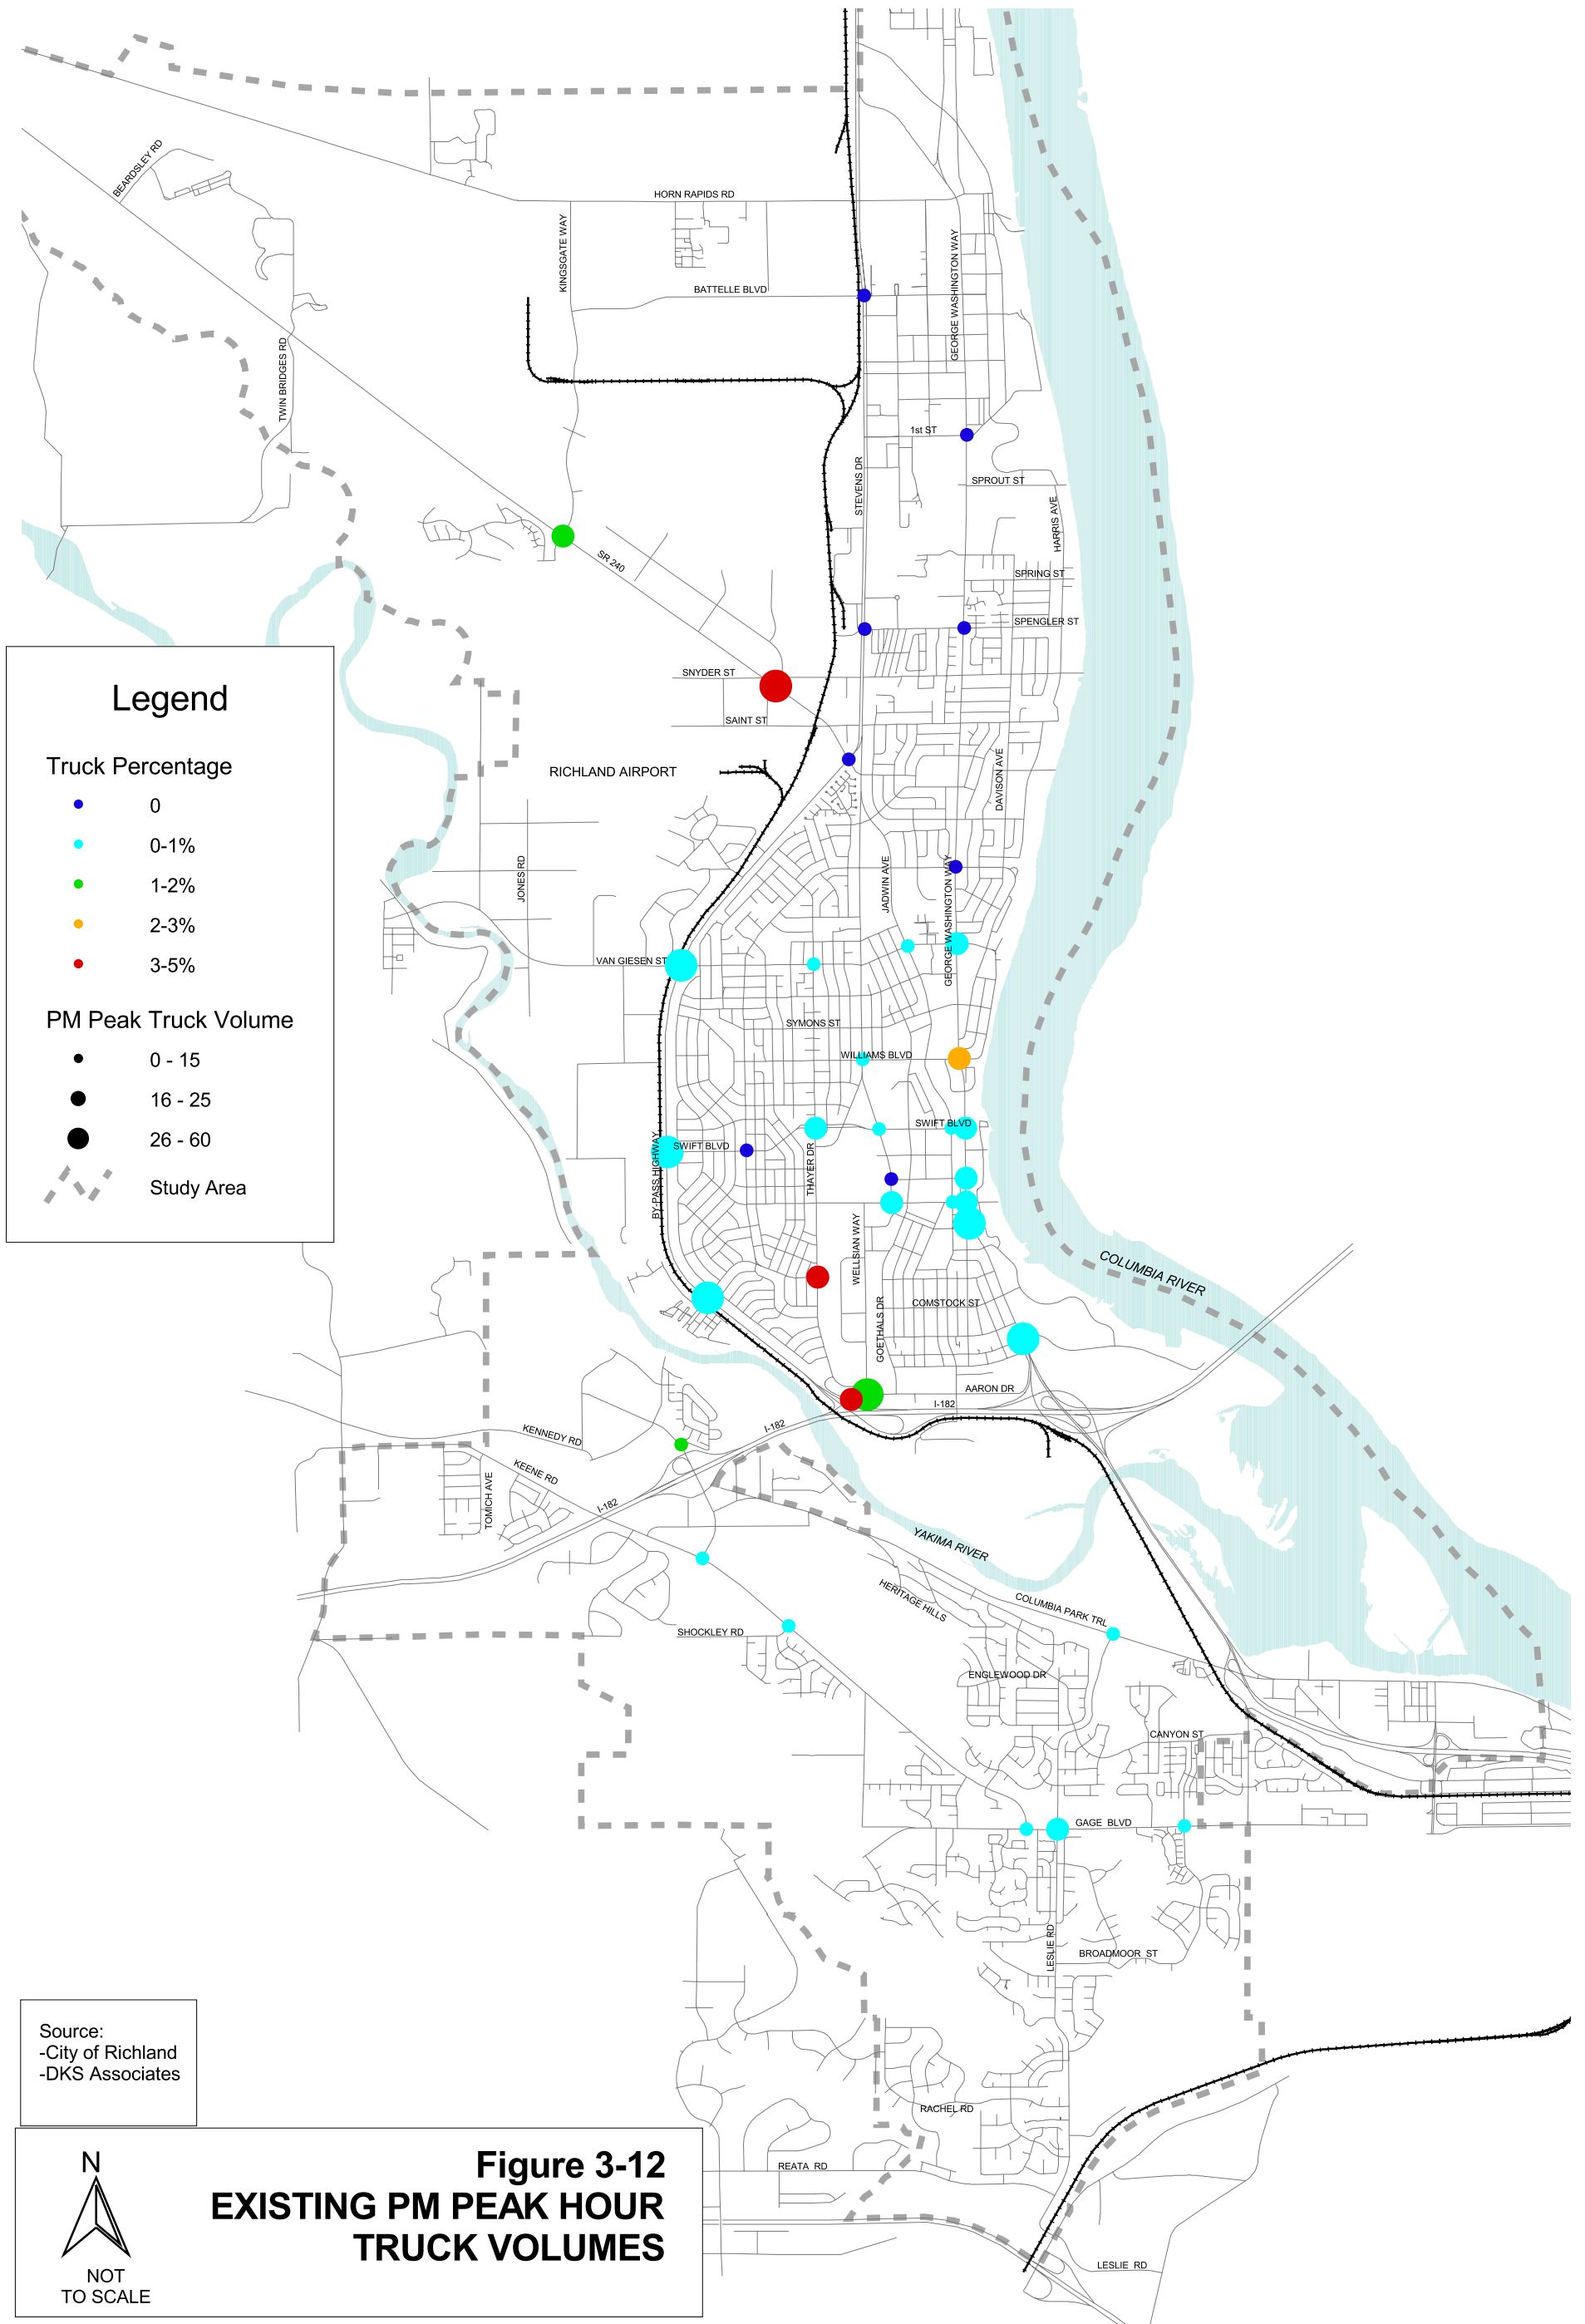 BEARDSLEY RD
HORN RAPIDS RD
KINGSGATE WAY
GEORGE WASHINGTON WAY
BATTELLE BLVD
TWIN BRIDGES RD
1st ST
STEVENS DR
SPROUT ST
HARRIS AVE
SR 240
SPRING ST
SPENGLER ST
SNYDER ST
SAINT ST
RICHLAND AIRPORT
DAVISON AVE
JONES RD
JADWIN AVE
GEORGE WASHINGTON WAY
VAN GIESEN ST
SYMONS ST
WILLIAMS BLVD
SWIFT BLVD
SWIFT BLVD
BY-PASS HIGHWAY
THAYER DR
WELLSIAN WAY
COLUMBIA RIVER
COMSTOCK ST
GOETHALS DR
AARON DR
I-182
I-182
KENNEDY RD
KEENE RD
TOMICH AVE
I-182
YAKIMA RIVER
HERITAGE HILLS
COLUMBIA PARK TRL
SHOCKLEY RD
ENGLEWOOD DR
CANYON ST
GAGE BLVD
LESLIE RD
BROADMOOR ST
RACHEL RD
REATA RD
LESLIE RD
Legend
Truck Percentage
0
0-1%
1-2%
2-3%
3-5%
PM Peak Truck Volume
0 - 15
16 - 25
26 - 60
Study Area
Source:
-City of Richland
-DKS Associates
N
NOT
TO SCALE
Figure 3-12
EXISTING PM PEAK HOUR
TRUCK VOLUMES